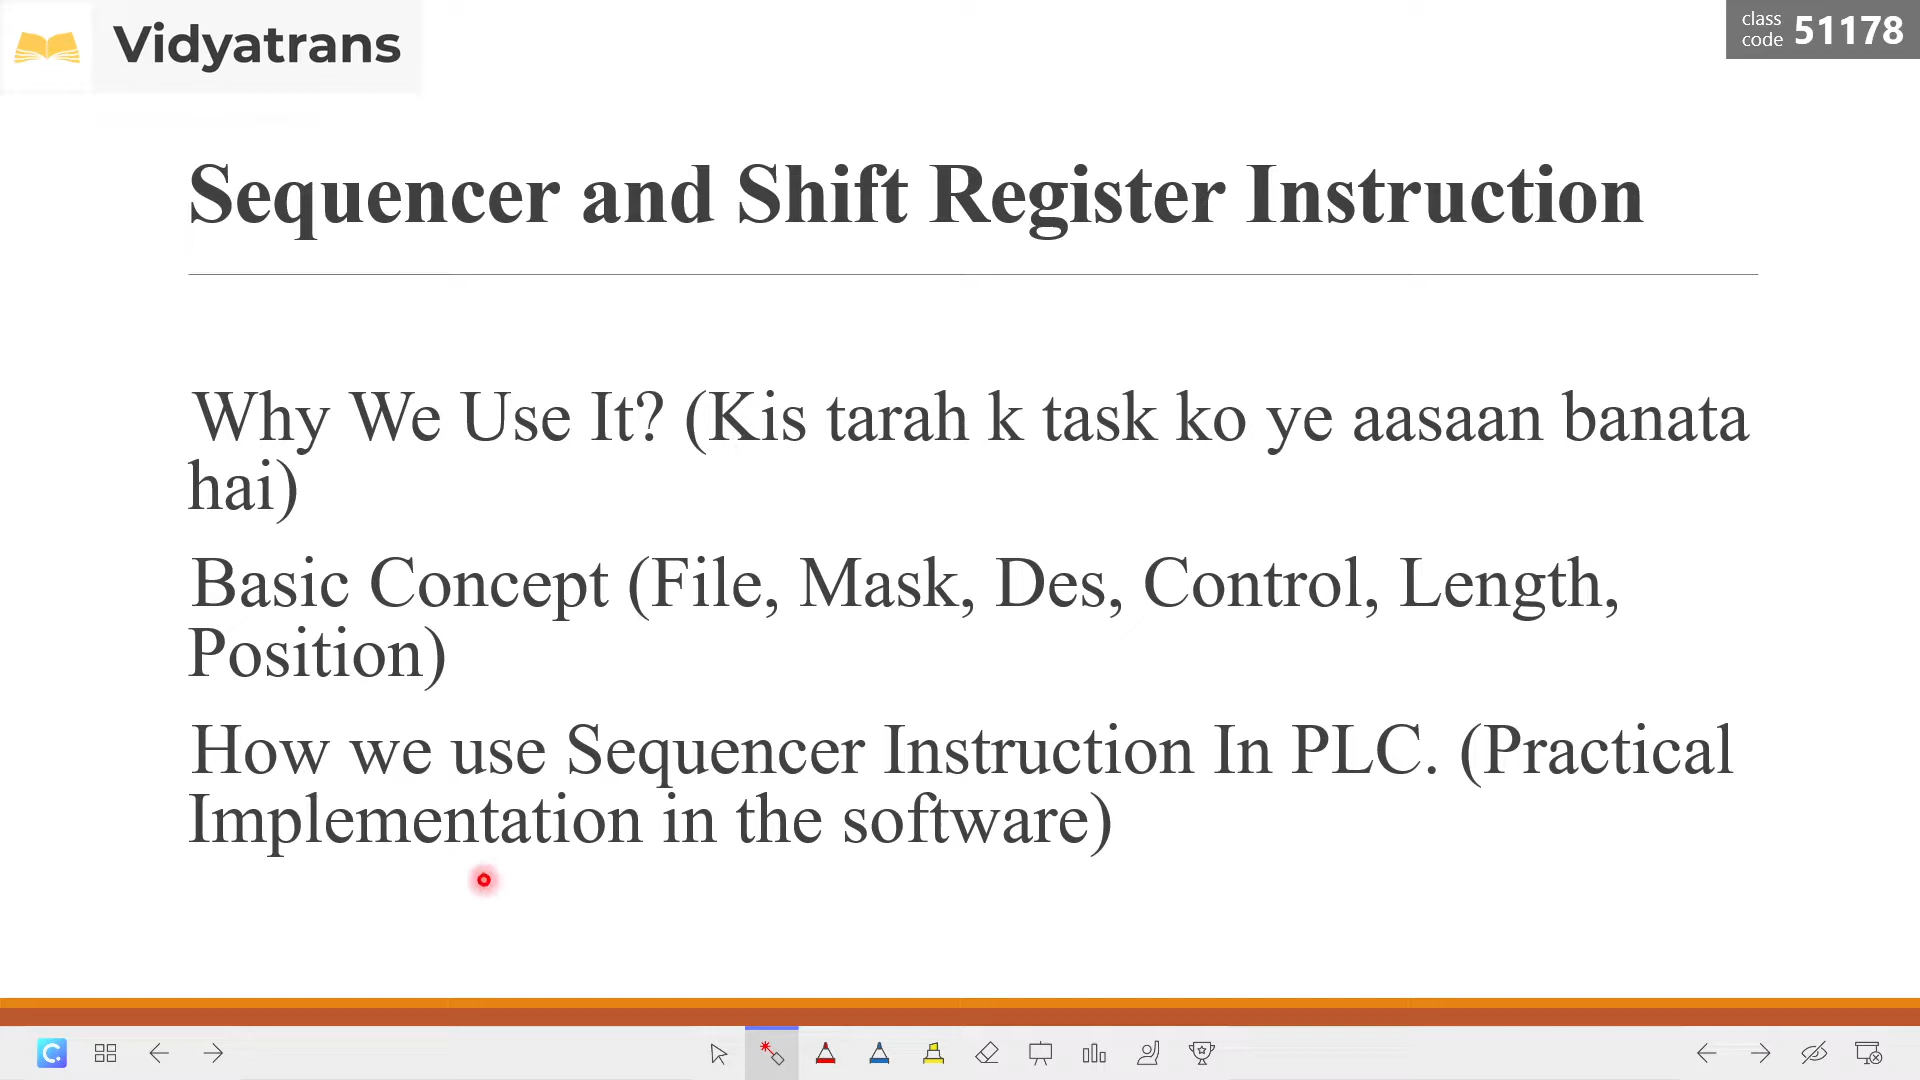 Vidyatrans
class
code 51178
Sequencer and Shift Register Instruction
Why We Use It? (Kis tarah k task ko ye aasaan banata
hai)
Basic Concept (File, Mask, Des, Control, Length,
Position)
How we use Sequencer Instruction In PLC. (Practical
Implementation in the software)